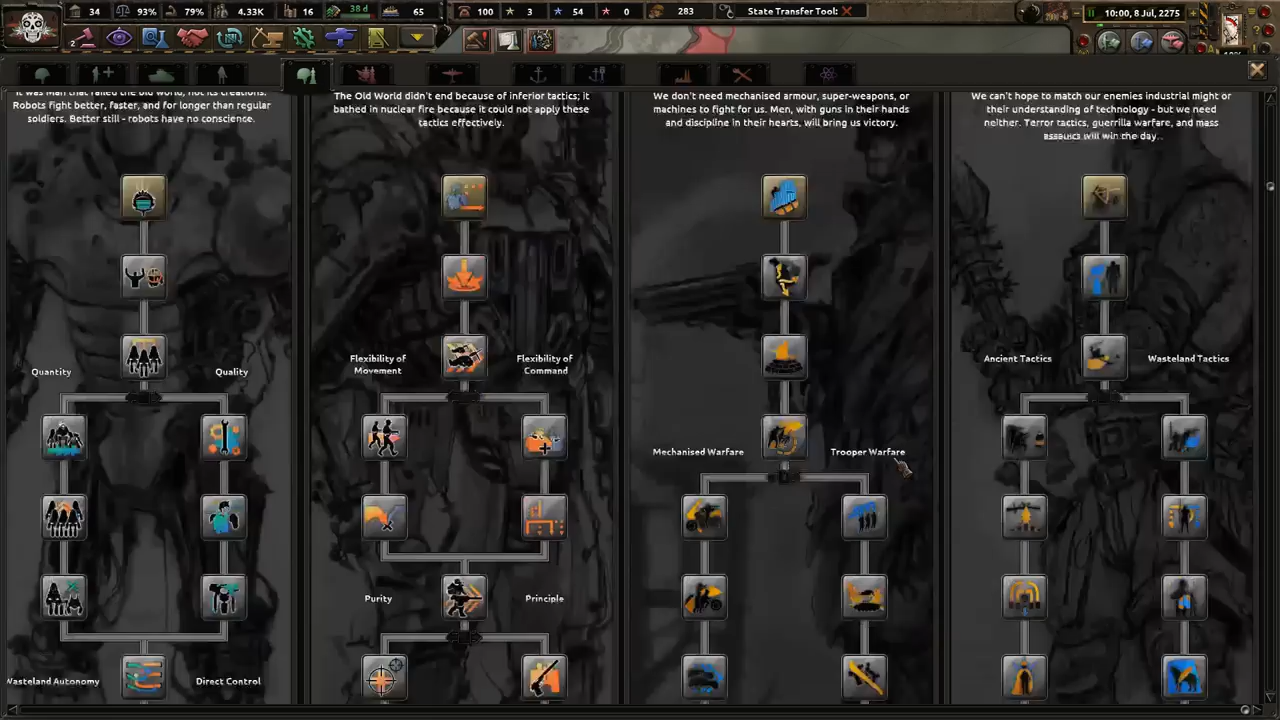 34 93% 79% 4.33K 16 38 d 65 100 3 54 0 283 State Transfer Tool: 10:00, 8 Jul, 2275
2
it was Man that ruled the old world, not its creations.
Robots fight better, faster, and for longer than regular
soldiers. Better still - robots have no conscience.
The Old World didn't end because of inferior tactics; it
bathed in nuclear fire because it could not apply these
tactics effectively.
We don't need mechanised armour, super-weapons, or
machines to fight for us. Men, with guns in their hands
and discipline in their hearts, will bring us victory.
We can't hope to match our enemies industrial might or
their understanding of technology - but we need
neither. Terror tactics, guerrilla warfare, and mass
assaults will win the day.
Quantity
Quality
Flexibility of
Movement
Flexibility of
Command
Ancient Tactics
Wasteland Tactics
Mechanised Warfare
Trooper Warfare
Purity
Principle
Wasteland Autonomy
Direct Control